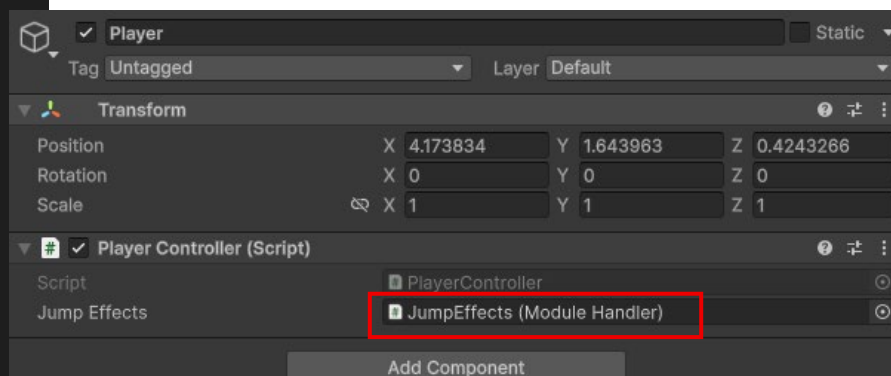 Player Static
Tag Untagged Layer Default
Transform
Position X 4.173834 Y 1.643963 Z 0.4243266
Rotation X 0 Y 0 Z 0
Scale X 1 Y 1 Z 1
# Player Controller (Script)
Script # PlayerController
Jump Effects # JumpEffects (Module Handler)
Add Component